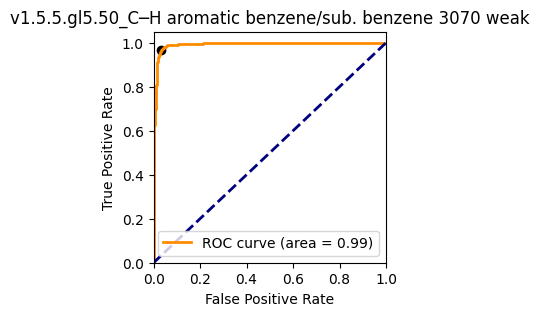 v1.5.5.gl5.50_C─H aromatic benzene/sub. benzene 3070 weak
1.0
0.8
0.6
0.4
0.2
0.0
True Positive Rate
ROC curve (area = 0.99)
0.0 0.2 0.4 0.6 0.8 1.0
False Positive Rate